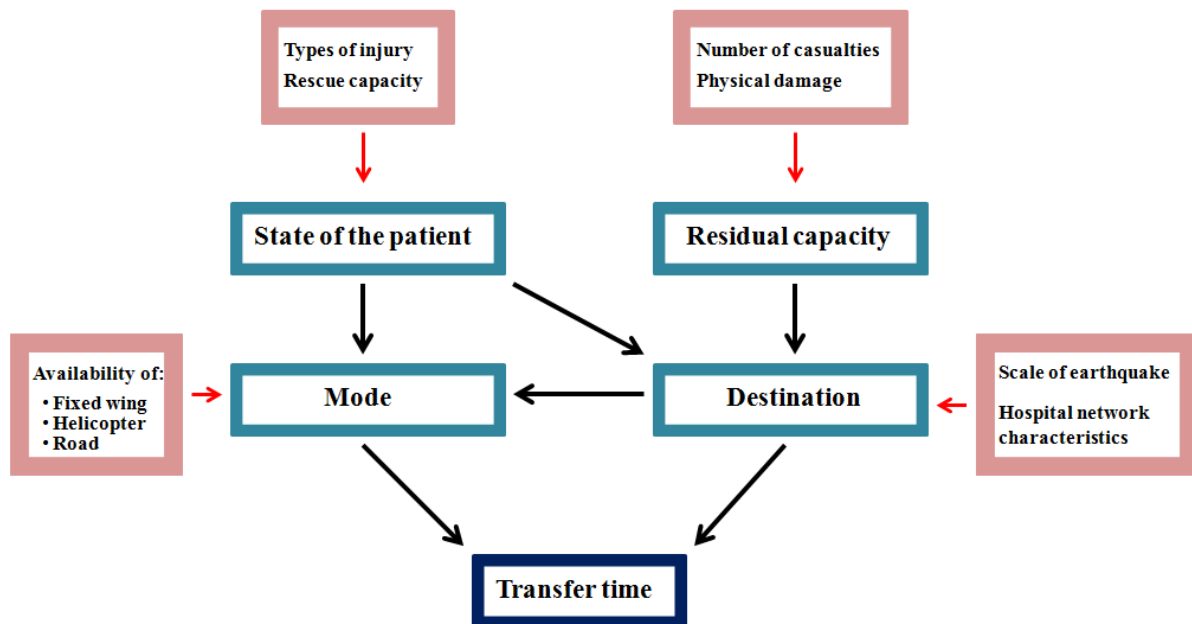 Types of injury
Rescue capacity
Number of casualties
Physical damage
State of the patient
Residual capacity
Availability of:
• Fixed wing
• Helicopter
• Road
Mode
Destination
Scale of earthquake
Hospital network
characteristics
Transfer time